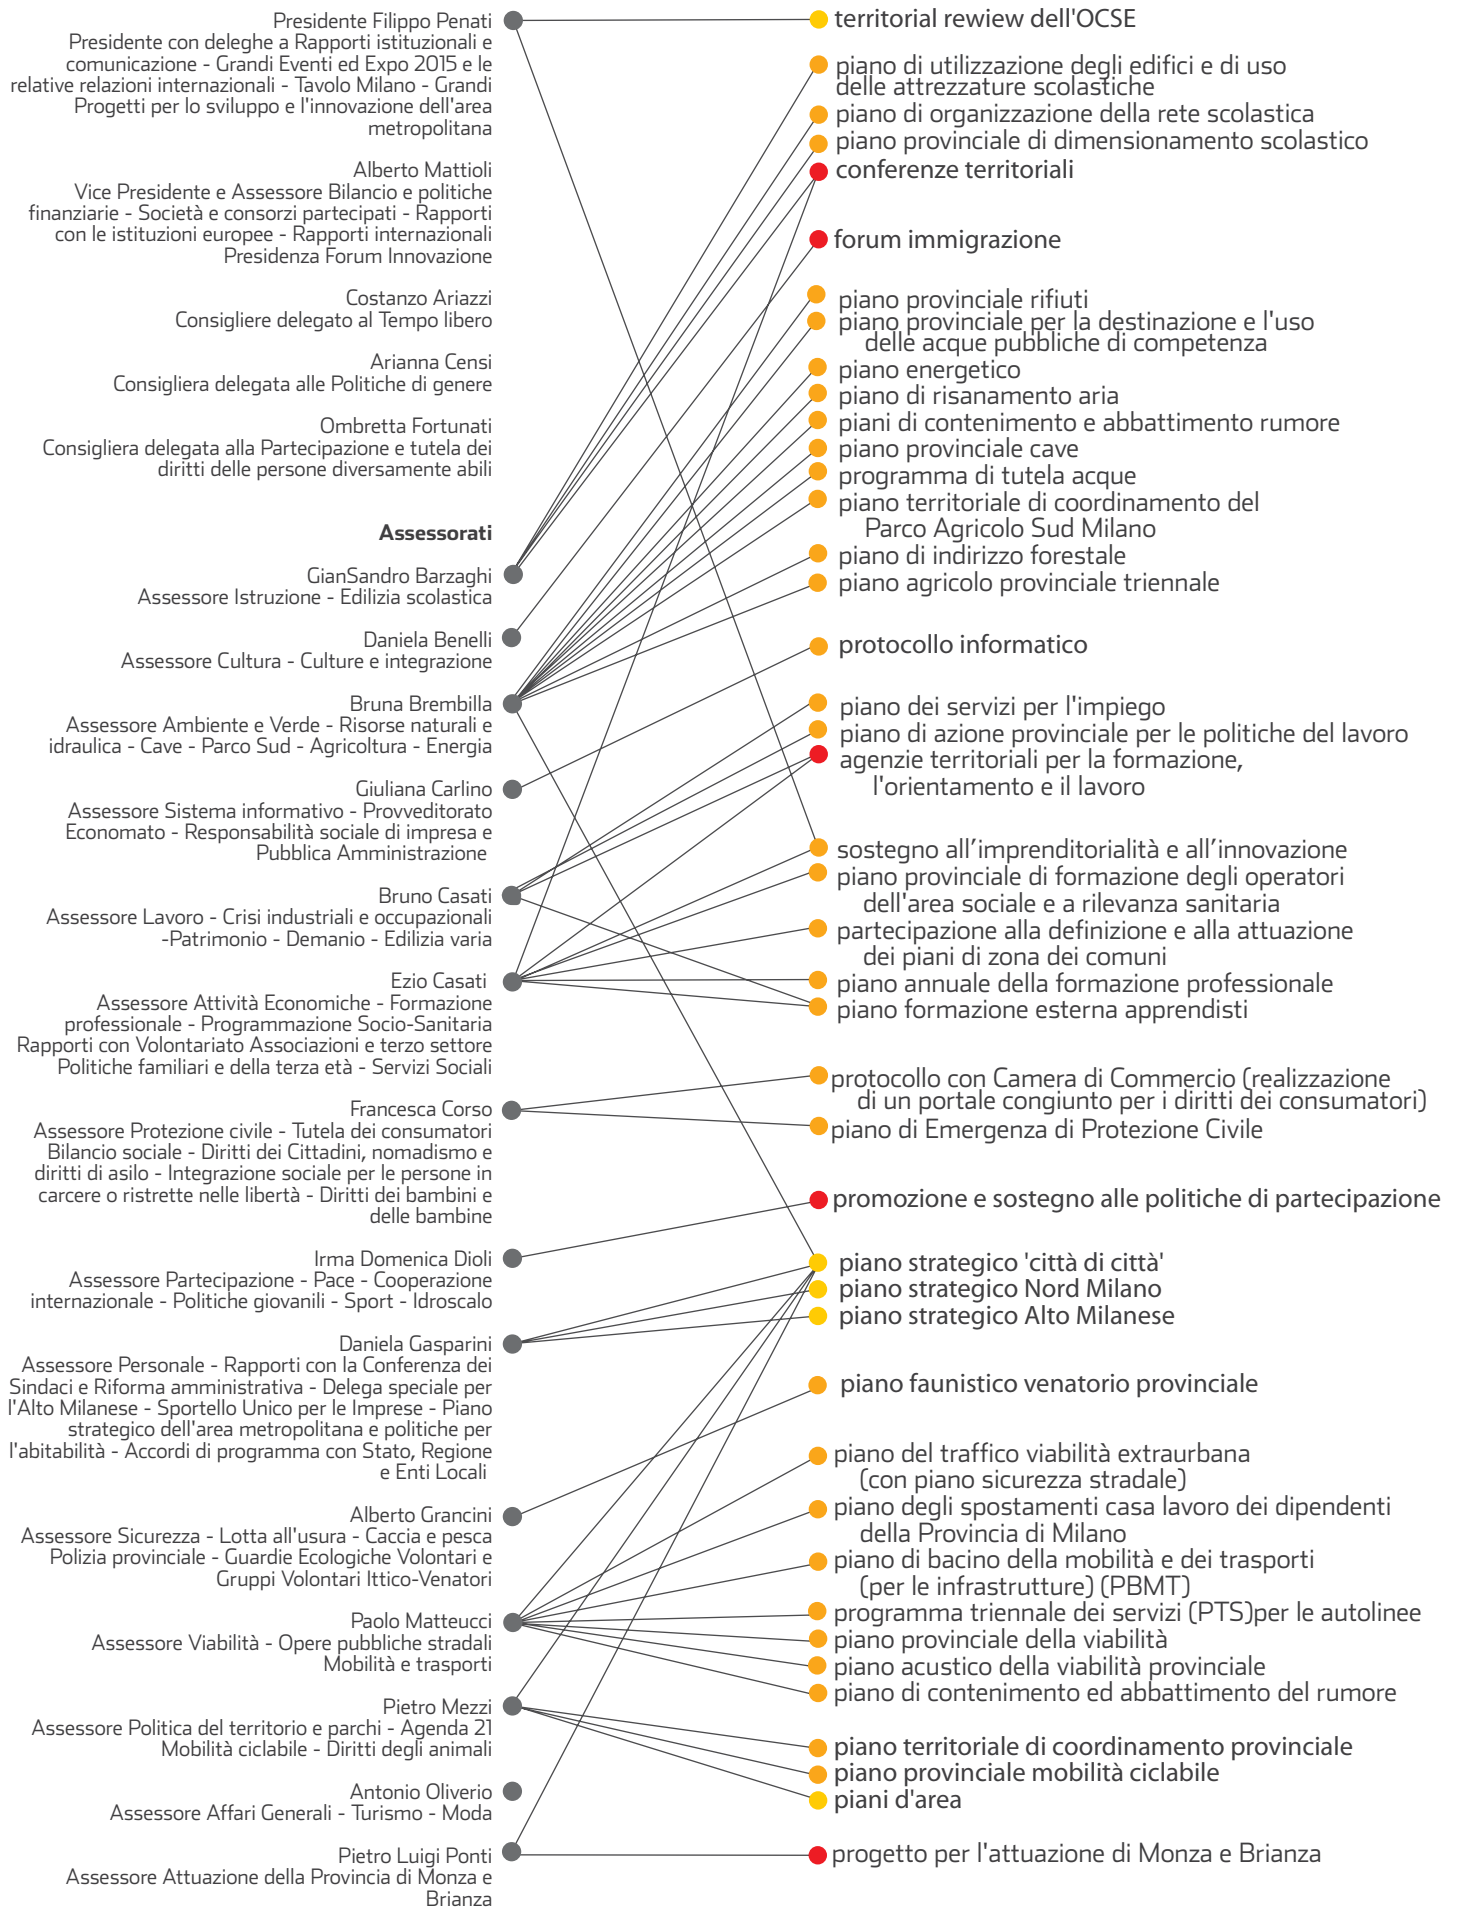 Presidente Filippo Penati
Presidente con deleghe a Rapporti istituzionali e
comunicazione - Grandi Eventi ed Expo 2015 e le
relative relazioni internazionali - Tavolo Milano - Grandi
Progetti per lo sviluppo e l'innovazione dell'area
metropolitana
Alberto Mattioli
Vice Presidente e Assessore Bilancio e politiche
finanziarie - Società e consorzi partecipati - Rapporti
con le istituzioni europee - Rapporti internazionali
Presidenza Forum Innovazione
Costanzo Ariazzi
Consigliere delegato al Tempo libero
Arianna Censi
Consigliera delegata alle Politiche di genere
Ombretta Fortunati
Consigliera delegata alla Partecipazione e tutela dei
diritti delle persone diversamente abili
Assessorati
GianSandro Barzaghi
Assessore Istruzione - Edilizia scolastica
Daniela Benelli
Assessore Cultura - Culture e integrazione
Bruna Brembilla
Assessore Ambiente e Verde - Risorse naturali e
idraulica - Cave - Parco Sud - Agricoltura - Energia
Giuliana Carlino
Assessore Sistema informativo - Provveditorato
Economato - Responsabilità sociale di impresa e
Pubblica Amministrazione
Bruno Casati
Assessore Lavoro - Crisi industriali e occupazionali
-Patrimonio - Demanio - Edilizia varia
Ezio Casati
Assessore Attività Economiche - Formazione
professionale - Programmazione Socio-Sanitaria
Rapporti con Volontariato Associazioni e terzo settore
Politiche familiari e della terza età - Servizi Sociali
Francesca Corso
Assessore Protezione civile - Tutela dei consumatori
Bilancio sociale - Diritti dei Cittadini, nomadismo e
diritti di asilo - Integrazione sociale per le persone in
carcere o ristrette nelle libertà - Diritti dei bambini e
delle bambine
Irma Domenica Dioli
Assessore Partecipazione - Pace - Cooperazione
internazionale - Politiche giovanili - Sport - Idroscalo
Daniela Gasparini
Assessore Personale - Rapporti con la Conferenza dei
Sindaci e Riforma amministrativa - Delega speciale per
l'Alto Milanese - Sportello Unico per le Imprese - Piano
strategico dell'area metropolitana e politiche per
l'abitabilità - Accordi di programma con Stato, Regione
e Enti Locali
Alberto Grancini
Assessore Sicurezza - Lotta all'usura - Caccia e pesca
Polizia provinciale - Guardie Ecologiche Volontari e
Gruppi Volontari Ittico-Venatori
Paolo Matteucci
Assessore Viabilità - Opere pubbliche stradali
Mobilità e trasporti
Pietro Mezzi
Assessore Politica del territorio e parchi - Agenda 21
Mobilità ciclabile - Diritti degli animali
Antonio Oliverio
Assessore Affari Generali - Turismo - Moda
Pietro Luigi Ponti
Assessore Attuazione della Provincia di Monza e
Brianza
territorial rewiew dell'OCSE
piano di utilizzazione degli edifici e di uso
delle attrezzature scolastiche
piano di organizzazione della rete scolastica
piano provinciale di dimensionamento scolastico
conferenze territoriali
forum immigrazione
piano provinciale rifiuti
piano provinciale per la destinazione e l'uso
delle acque pubbliche di competenza
piano energetico
piano di risanamento aria
piani di contenimento e abbattimento rumore
piano provinciale cave
programma di tutela acque
piano territoriale di coordinamento del
Parco Agricolo Sud Milano
piano di indirizzo forestale
piano agricolo provinciale triennale
protocollo informatico
piano dei servizi per l'impiego
piano di azione provinciale per le politiche del lavoro
agenzie territoriali per la formazione,
l'orientamento e il lavoro
sostegno all’imprenditorialità e all’innovazione
piano provinciale di formazione degli operatori
dell'area sociale e a rilevanza sanitaria
partecipazione alla definizione e alla attuazione
dei piani di zona dei comuni
piano annuale della formazione professionale
piano formazione esterna apprendisti
protocollo con Camera di Commercio (realizzazione
di un portale congiunto per i diritti dei consumatori)
piano di Emergenza di Protezione Civile
promozione e sostegno alle politiche di partecipazione
piano strategico 'città di città'
piano strategico Nord Milano
piano strategico Alto Milanese
piano faunistico venatorio provinciale
piano del traffico viabilità extraurbana
(con piano sicurezza stradale)
piano degli spostamenti casa lavoro dei dipendenti
della Provincia di Milano
piano di bacino della mobilità e dei trasporti
(per le infrastrutture) (PBMT)
programma triennale dei servizi (PTS)per le autolinee
piano provinciale della viabilità
piano acustico della viabilità provinciale
piano di contenimento ed abbattimento del rumore
piano territoriale di coordinamento provinciale
piano provinciale mobilità ciclabile
piani d'area
progetto per l'attuazione di Monza e Brianza